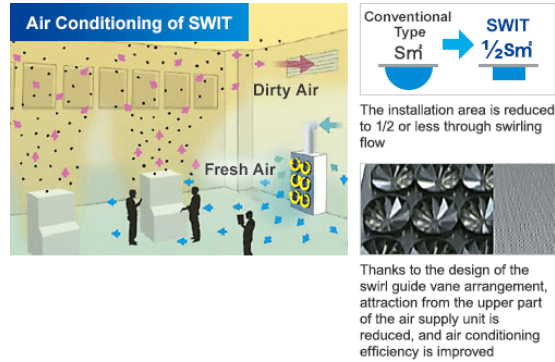 Air Conditioning of SWIT
Dirty Air
Fresh Air
Conventional
Type
S㎡
SWIT
½S㎡
The installation area is reduced
to 1/2 or less through swirling
flow
Thanks to the design of the
swirl guide vane arrangement,
attraction from the upper part
of the air supply unit is
reduced, and air conditioning
efficiency is improved